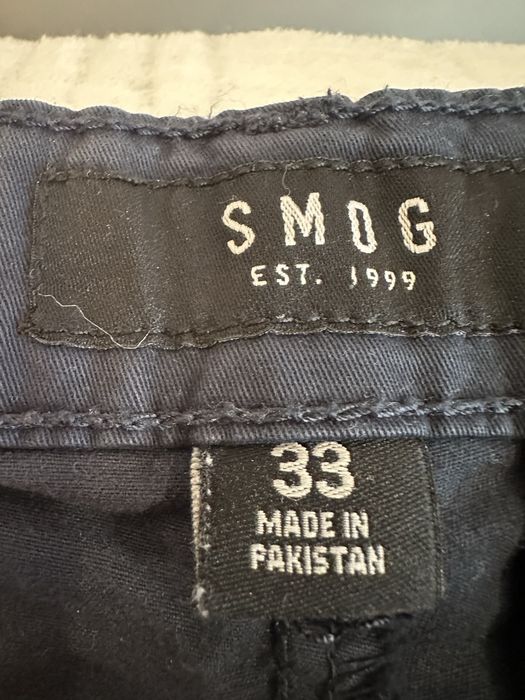 SMOG
EST. 1999
33
MADE IN
PAKISTAN